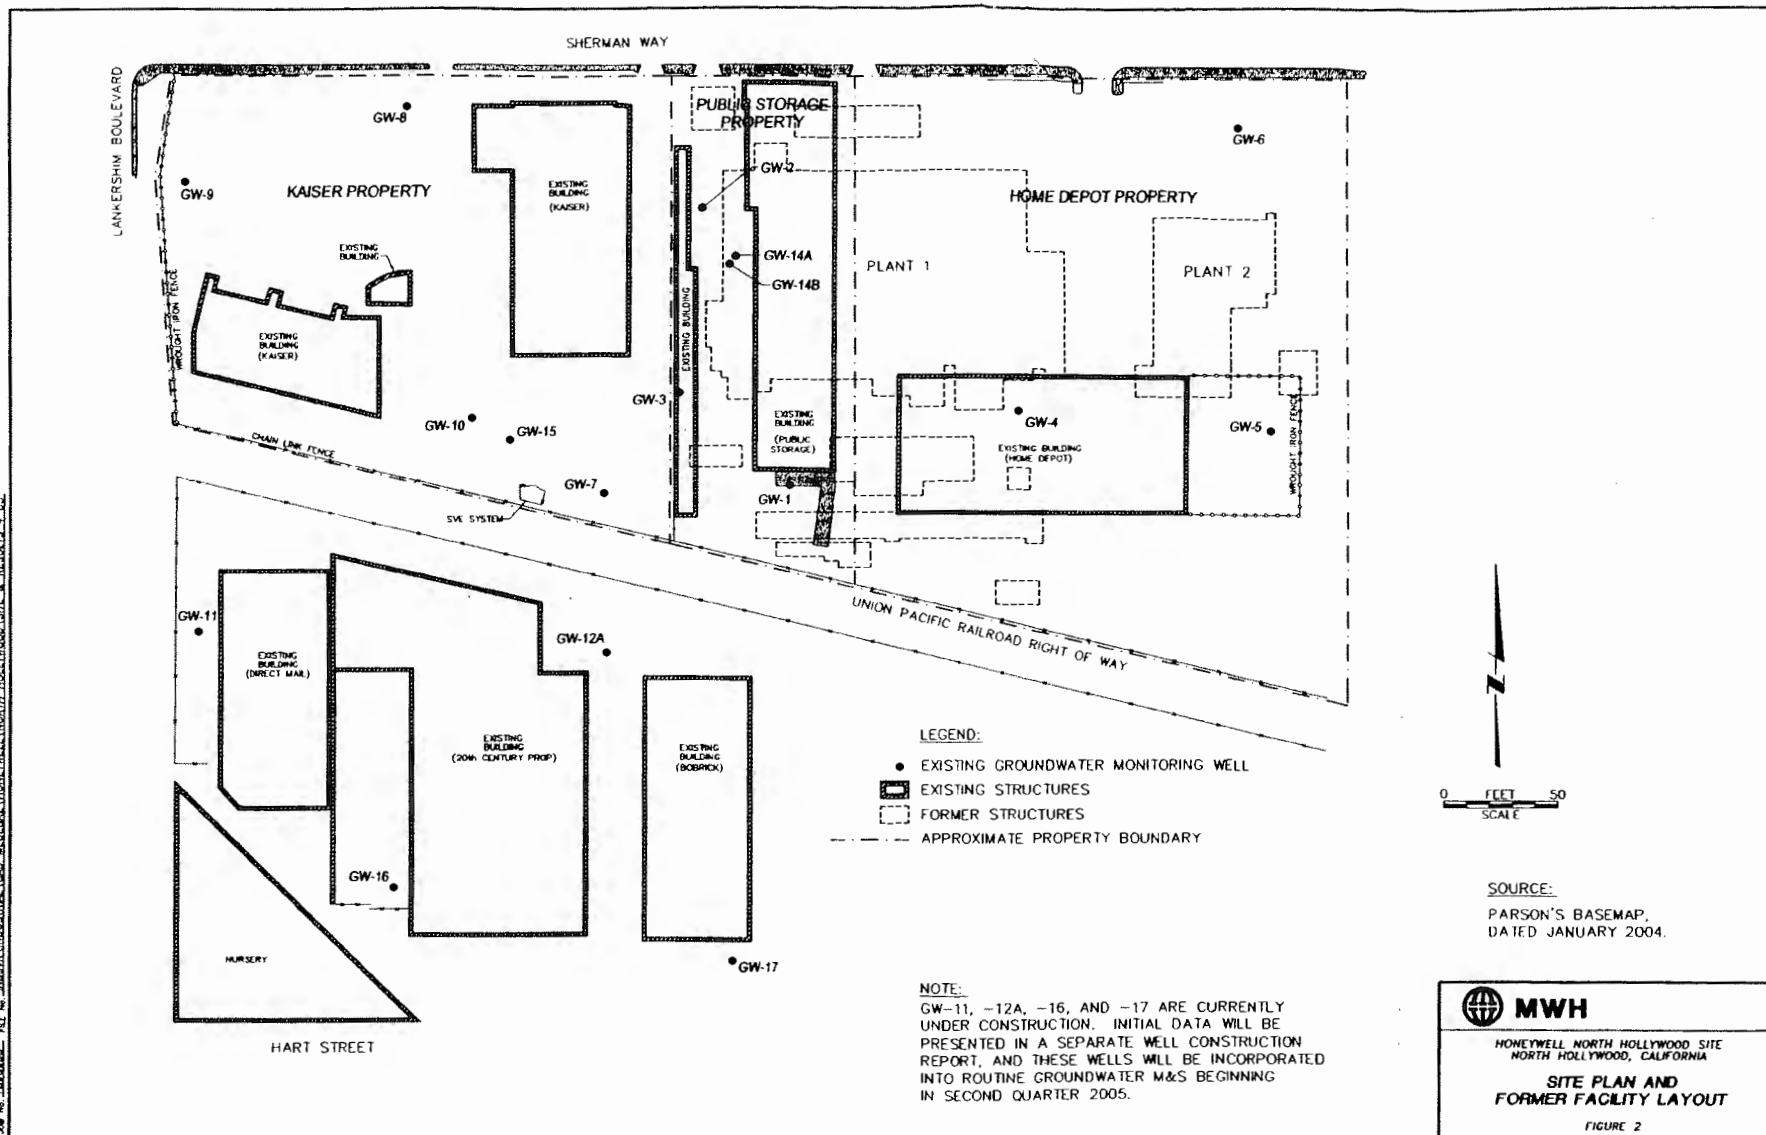 SHERMAN WAY
LANKERSHIM BOULEVARD
GW-8
PUBLIC STORAGE
PROPERTY
GW-6
GW-2
GW-9
KAISER PROPERTY
EXISTING
BUILDING
(KAISER)
HOME DEPOT PROPERTY
EXISTING
BUILDING
GW-14A
GW-14B
PLANT 1
PLANT 2
WROUGHT IRON FENCE
EXISTING BUILDING
EXISTING
BUILDING
(KAISER)
GW-3
GW-10
GW-15
EXISTING
BUILDING
(PUBLIC
STORAGE)
GW-4
GW-5
EXISTING BUILDING
(HOME DEPOT)
WROUGHT IRON FENCE
CHAIN LINK FENCE
GW-7
GW-1
SVE SYSTEM
UNION PACIFIC RAILROAD RIGHT OF WAY
GW-11
GW-12A
EXISTING
BUILDING
(DIRECT MAIL)
EXISTING
BUILDING
(20th CENTURY PROP)
EXISTING
BUILDING
(BOBRICK)
GW-16
GW-17
NURSERY
HART STREET
LEGEND:
EXISTING GROUNDWATER MONITORING WELL
EXISTING STRUCTURES
FORMER STRUCTURES
APPROXIMATE PROPERTY BOUNDARY
N
0 FEET 50
SCALE
SOURCE:
PARSON'S BASEMAP,
DATED JANUARY 2004.
NOTE:
GW-11, -12A, -16, AND -17 ARE CURRENTLY
UNDER CONSTRUCTION. INITIAL DATA WILL BE
PRESENTED IN A SEPARATE WELL CONSTRUCTION
REPORT, AND THESE WELLS WILL BE INCORPORATED
INTO ROUTINE GROUNDWATER M&S BEGINNING
IN SECOND QUARTER 2005.
MWH
HONEYWELL NORTH HOLLYWOOD SITE
NORTH HOLLYWOOD, CALIFORNIA
SITE PLAN AND
FORMER FACILITY LAYOUT
FIGURE 2